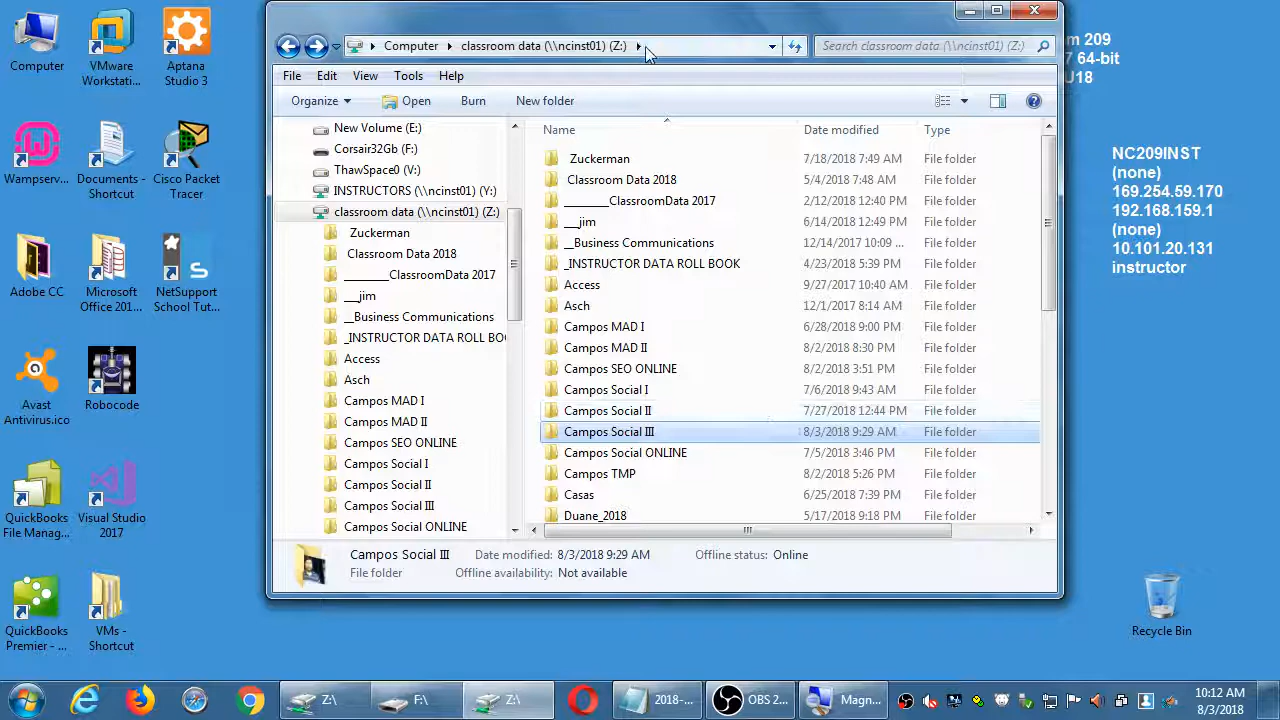 Computer
VMware
Workstati...
Aptana
Studio 3
Wampserv...
Documents -
Shortcut
Cisco Packet
Tracer
Adobe CC
Microsoft
Office 201...
NetSupport
School Tut...
Avast
Antivirus.ico
Robocode
QuickBooks
File Manag...
Visual Studio
2017
QuickBooks
Premier - ...
VMs -
Shortcut
Computer
classroom data (\\ncinst01) (Z:)
Search classroom data (\\ncinst01) (Z:)
File
Edit
View
Tools
Help
Organize
Open
Burn
New folder
New Volume (E:)
Corsair32Gb (F:)
ThawSpace0 (V:)
INSTRUCTORS (\\ncinst01) (Y:)
classroom data (\\ncinst01) (Z:)
Zuckerman
Classroom Data 2018
________ClassroomData 2017
___jim
__Business Communications
_INSTRUCTOR DATA ROLL BO
Access
Asch
Campos MAD I
Campos MAD II
Campos SEO ONLINE
Campos Social I
Campos Social II
Campos Social III
Campos Social ONLINE
Name Date modified Type
Zuckerman 7/18/2018 7:49 AM File folder
Classroom Data 2018 5/4/2018 7:48 AM File folder
________ClassroomData 2017 2/12/2018 12:40 PM File folder
___jim 6/14/2018 12:49 PM File folder
__Business Communications 12/14/2017 10:09 ... File folder
_INSTRUCTOR DATA ROLL BOOK 4/23/2018 5:39 PM File folder
Access 9/27/2017 10:40 AM File folder
Asch 12/1/2017 8:14 AM File folder
Campos MAD I 6/28/2018 9:00 PM File folder
Campos MAD II 8/2/2018 8:30 PM File folder
Campos SEO ONLINE 8/2/2018 3:51 PM File folder
Campos Social I 7/6/2018 9:43 AM File folder
Campos Social II 7/27/2018 12:44 PM File folder
Campos Social III 8/3/2018 9:29 AM File folder
Campos Social ONLINE 7/5/2018 3:46 PM File folder
Campos TMP 8/2/2018 5:26 PM File folder
Casas 6/25/2018 7:39 PM File folder
Duane_2018 5/17/2018 9:18 PM File folder
Campos Social III Date modified: 8/3/2018 9:29 AM Offline status: Online
File folder Offline availability: Not available
m 209
7 64-bit
U18
NC209INST
(none)
169.254.59.170
192.168.159.1
(none)
10.101.20.131
instructor
Recycle Bin
Z:\
F:\
Z:\
2018-...
OBS 2...
Magn...
10:12 AM
8/3/2018